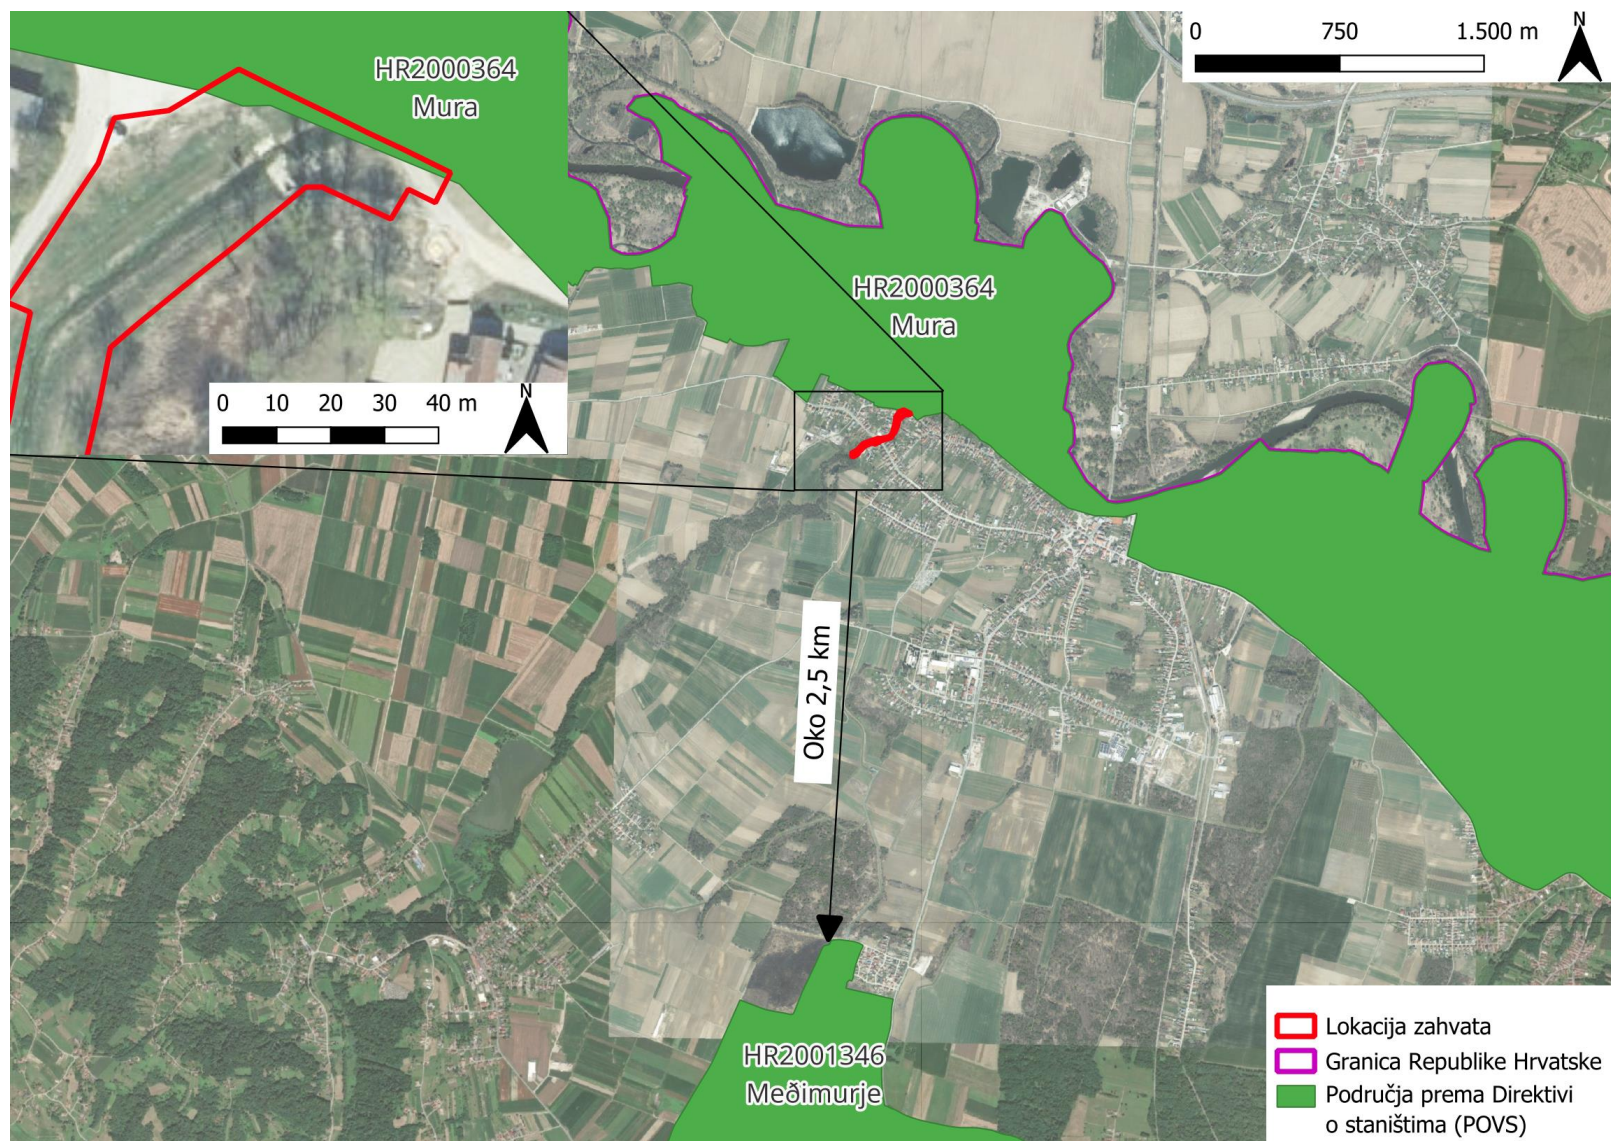 HR2000364
Mura
0 10 20 30 40 m
N
0 750 1.500 m
N
HR2000364
Mura
Oko 2,5 km
HR2001346
Meðimurje
Lokacija zahvata
Granica Republike Hrvatske
Područja prema Direktivi
o staništima (POVS)